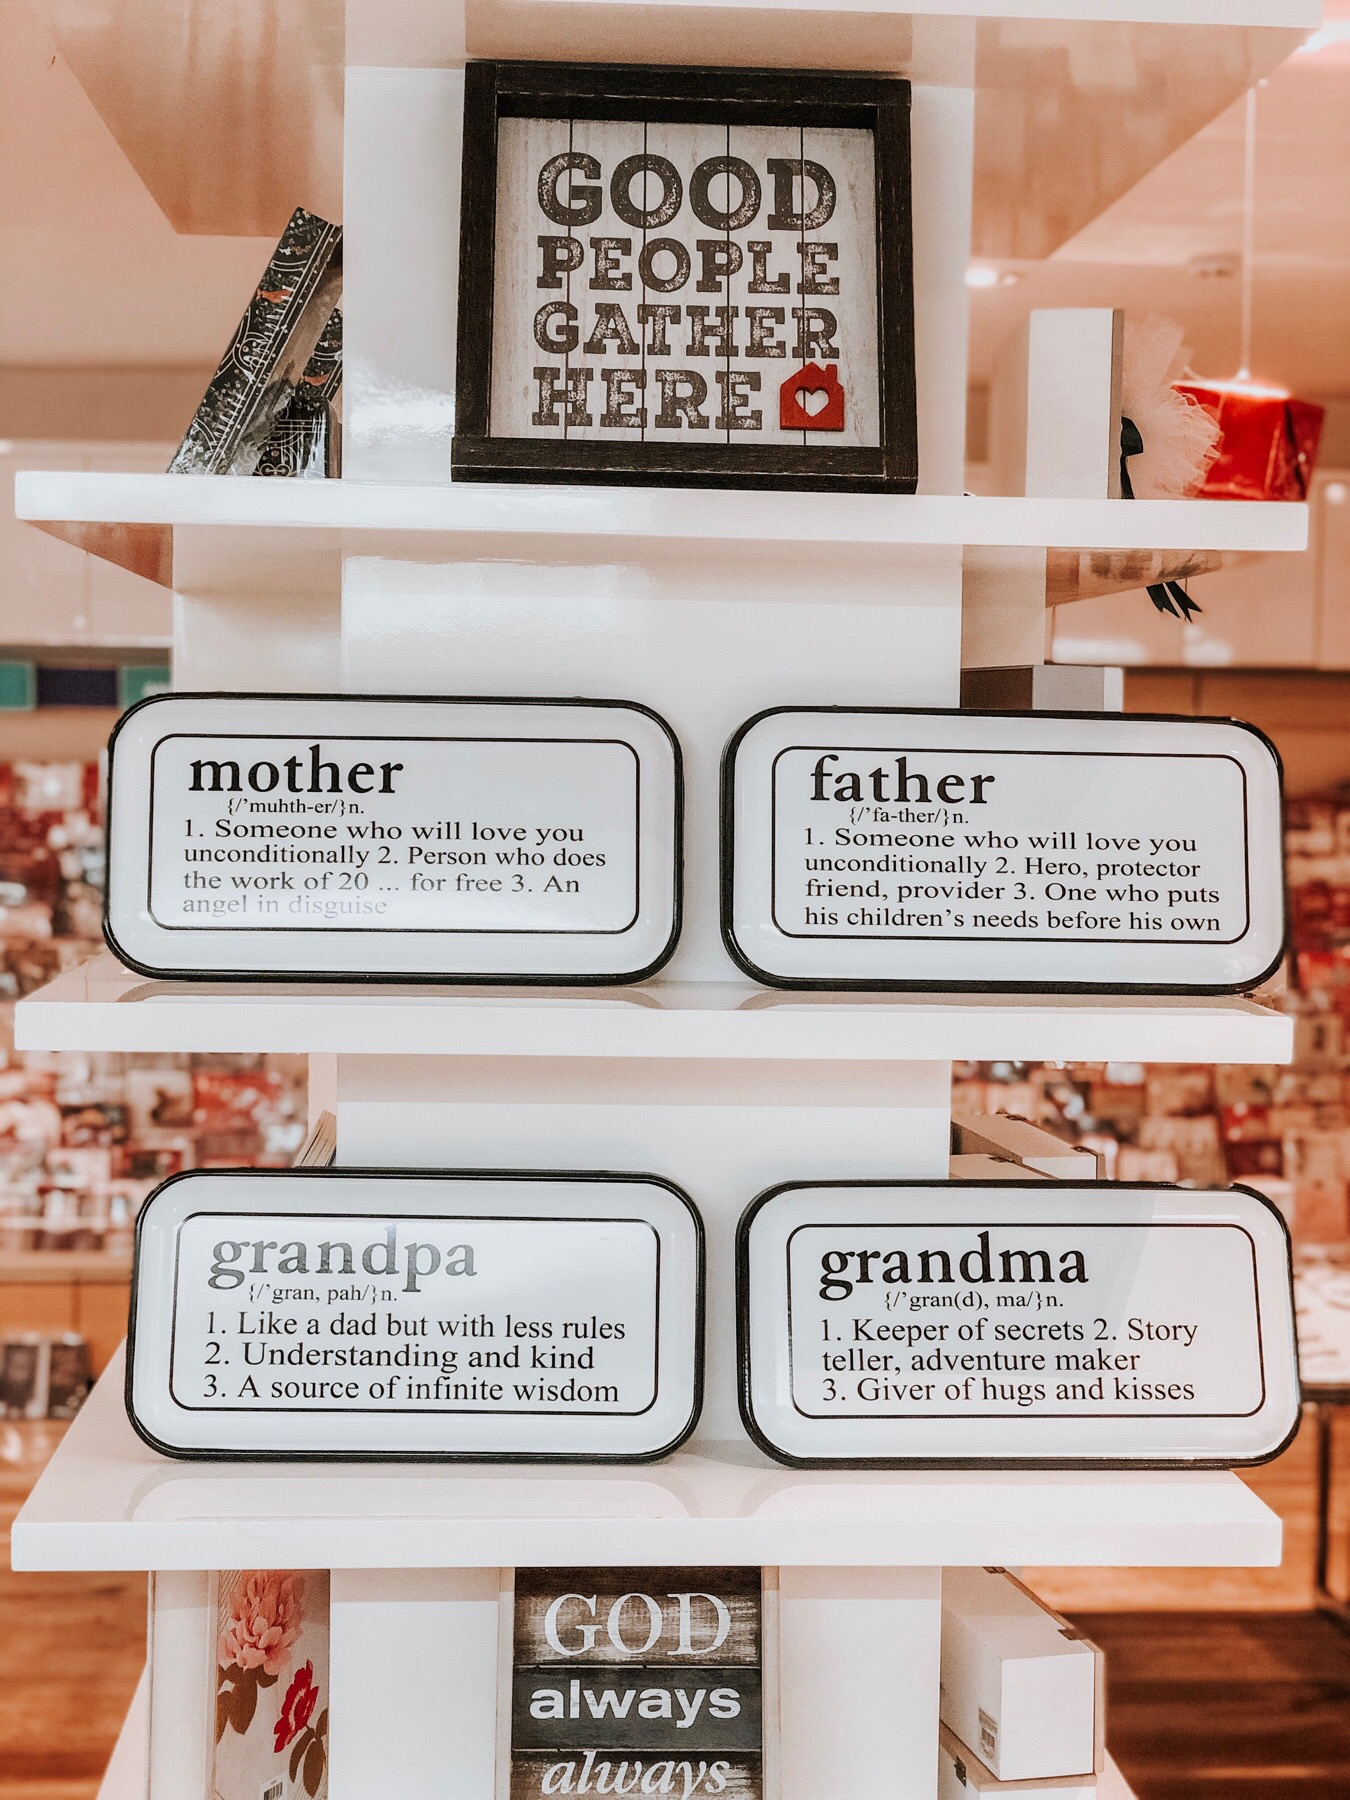 GOOD
PEOPLE
GATHER
HERE
mother
{/'muhth-er/}n.
1. Someone who will love you
unconditionally 2. Person who does
the work of 20 ... for free 3. An
angel in disguise
father
{/'fa-ther/}n.
1. Someone who will love you
unconditionally 2. Hero, protector
friend, provider 3. One who puts
his children's needs before his own
grandpa
{/'gran, pah/}n.
1. Like a dad but with less rules
2. Understanding and kind
3. A source of infinite wisdom
grandma
{/'gran(d), ma/}n.
1. Keeper of secrets 2. Story
teller, adventure maker
3. Giver of hugs and kisses
GOD
always
always